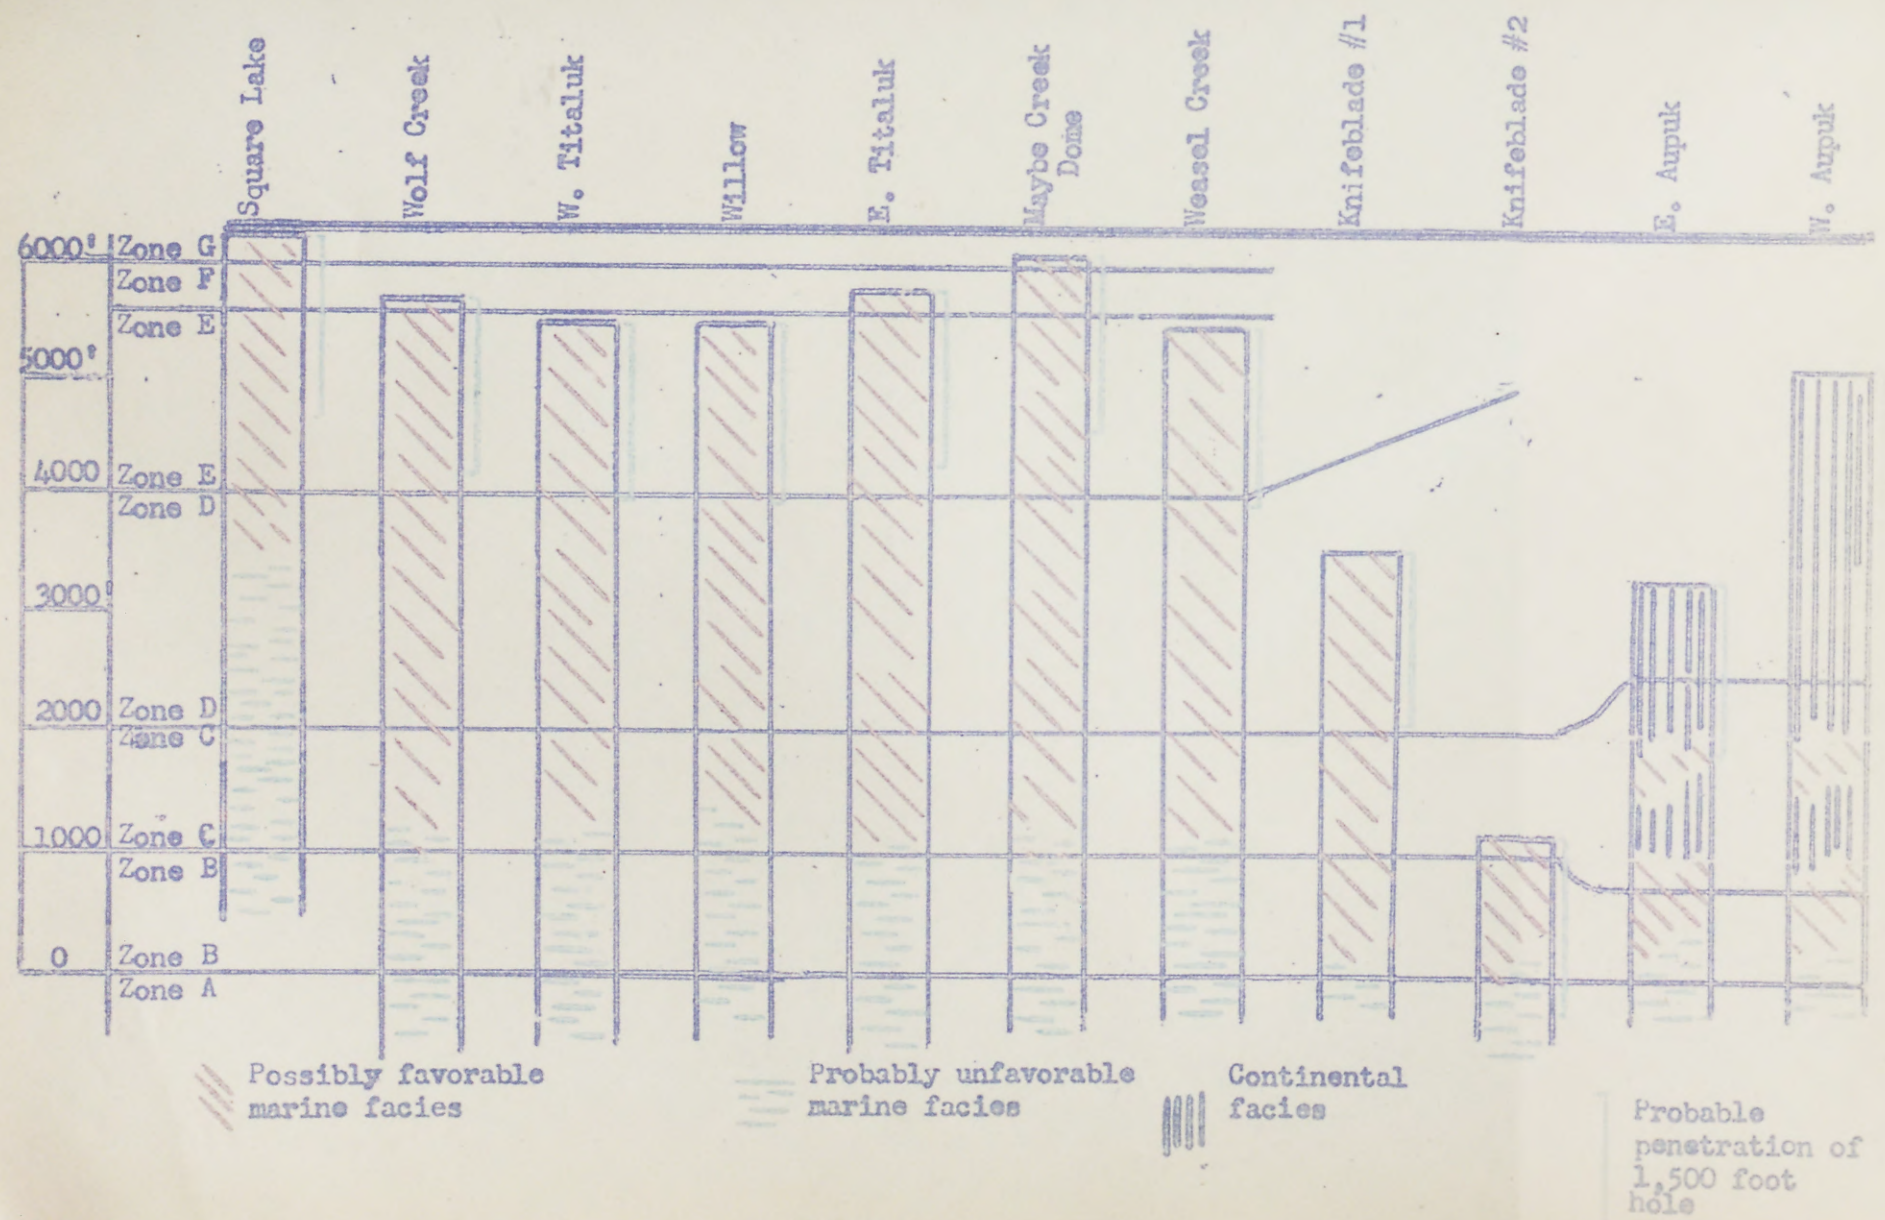 Square Lake
Wolf Creek
W. Titaluk
Willow
E. Titaluk
Maybe Creek
Dome
Weasel Creek
Knifeblade #1
Knifeblade #2
E. Aupuk
W. Aupuk
6000' Zone G
Zone F
Zone E
5000'
4000 Zone E
Zone D
3000'
2000 Zone D
Zone C
1000 Zone C
Zone B
0 Zone B
Zone A
Possibly favorable
marine facies
Probably unfavorable
marine facies
Continental
facies
Probable
penetration of
1,500 foot
hole